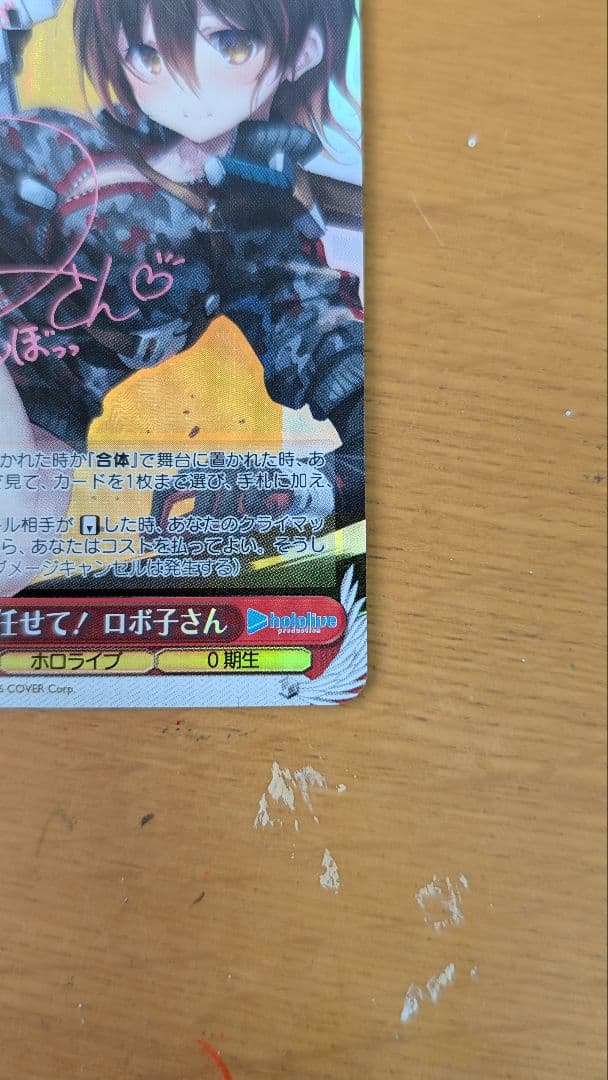 さん♡
ぼっっ
かれた時か『合体』で舞台に置かれた時、あ
見て、カードを1枚まで選び、手札に加え、
ル相手が した時、あなたのクライマッ
ら、あなたはコストを払ってよい。そうし
メージキャンセルは発生する）
任せて！ ロボ子さん hololive production
ホロライブ 0期生
COVER Corp.